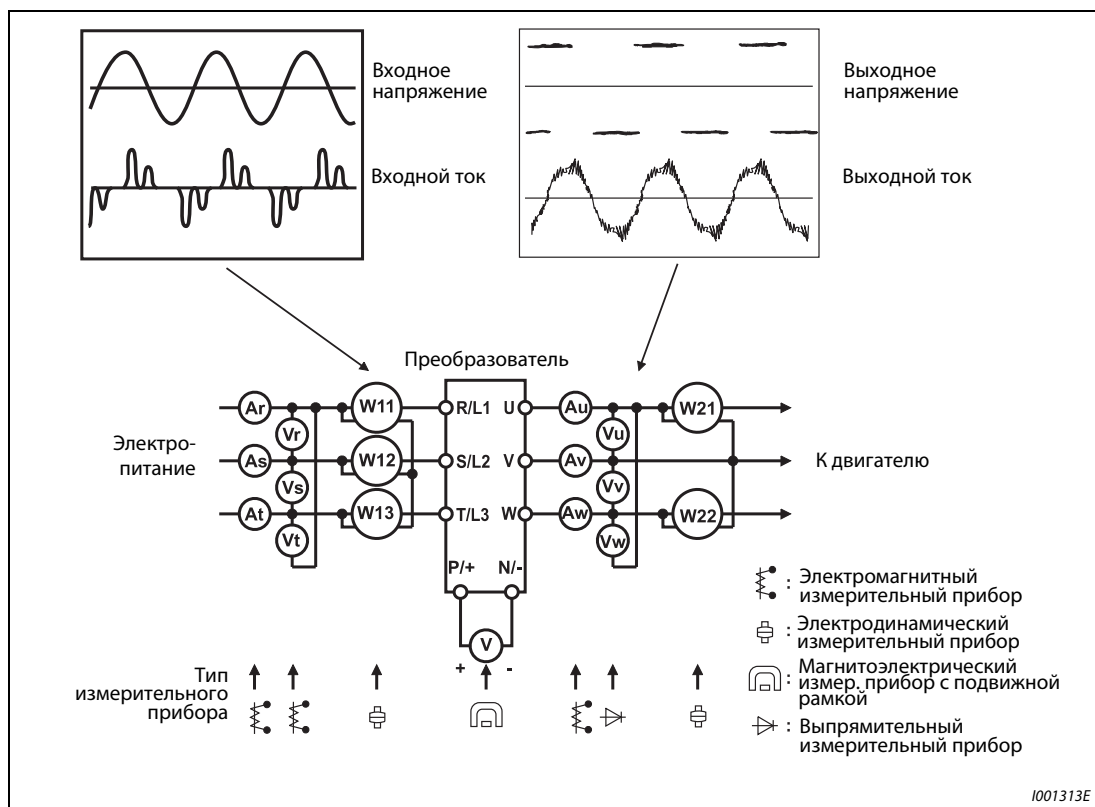 Входное
напряжение
Входной ток
Выходное
напряжение
Выходной ток
Преобразователь
Ar
Vr
W11
R/L1
U
Au
Vu
W21
Электро-
питание
As
Vs
W12
S/L2
V
Av
Vv
К двигателю
At
Vt
W13
T/L3
W
Aw
Vw
W22
P/+
N/-
V
+
-
Тип
измерительного
прибора
: Электромагнитный
измерительный прибор
: Электродинамический
измерительный прибор
: Магнитоэлектрический
измер. прибор с подвижной
рамкой
: Выпрямительный
измерительный прибор
I001313E